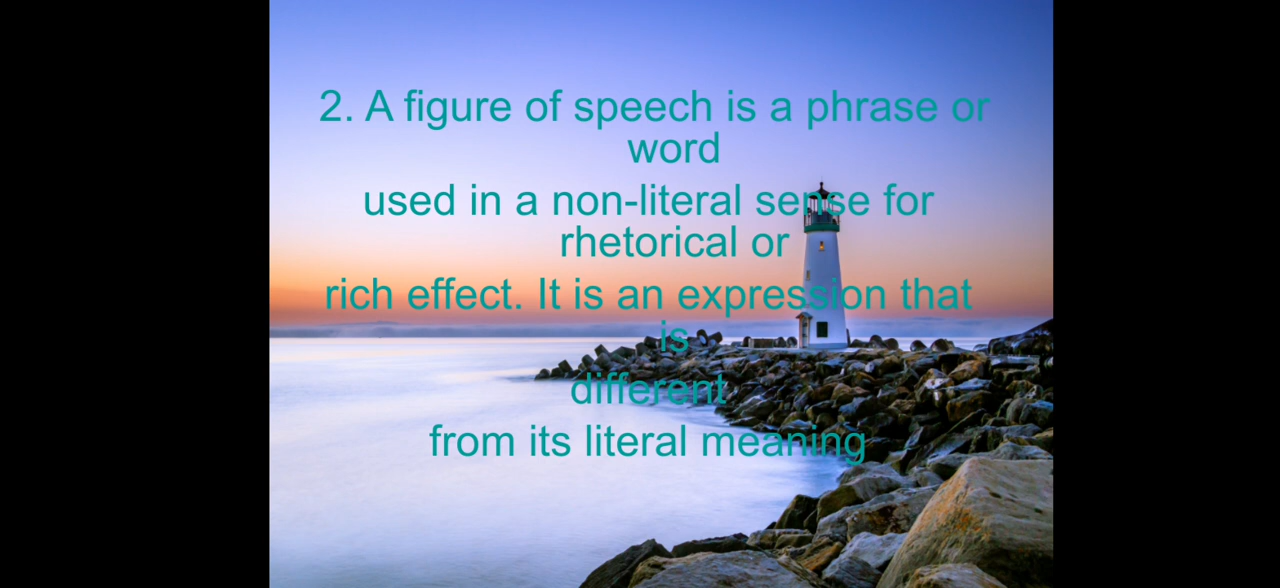 2. A figure of speech is a phrase or
word
used in a non-literal sense for
rhetorical or
rich effect. It is an expression that
is
different
from its literal meaning